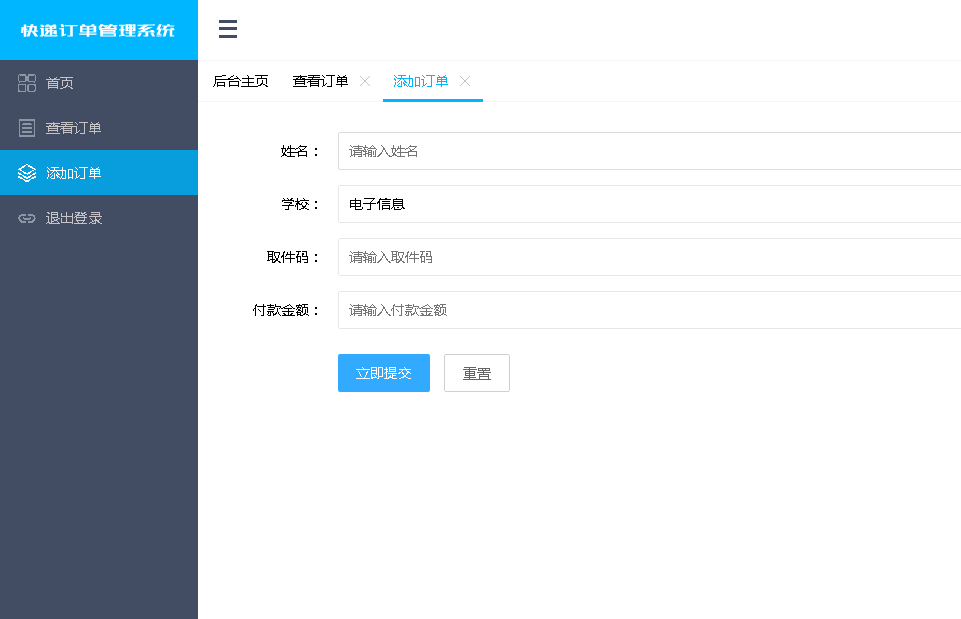 快递订单管理系统
首页
查看订单
添加订单
退出登录
后台主页 查看订单 添加订单
姓名： 请输入姓名
学校： 电子信息
取件码： 请输入取件码
付款金额： 请输入付款金额
立即提交 重置